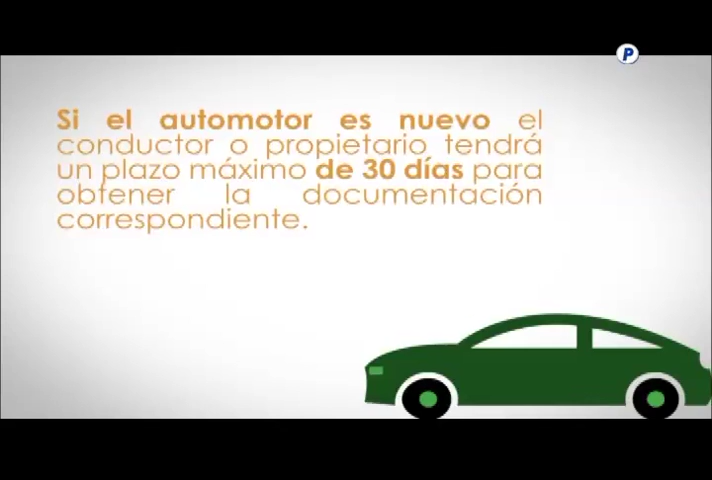 P
Si el automotor es nuevo el
conductor o propietario tendrá
un plazo máximo de 30 días para
obtener la documentación
correspondiente.